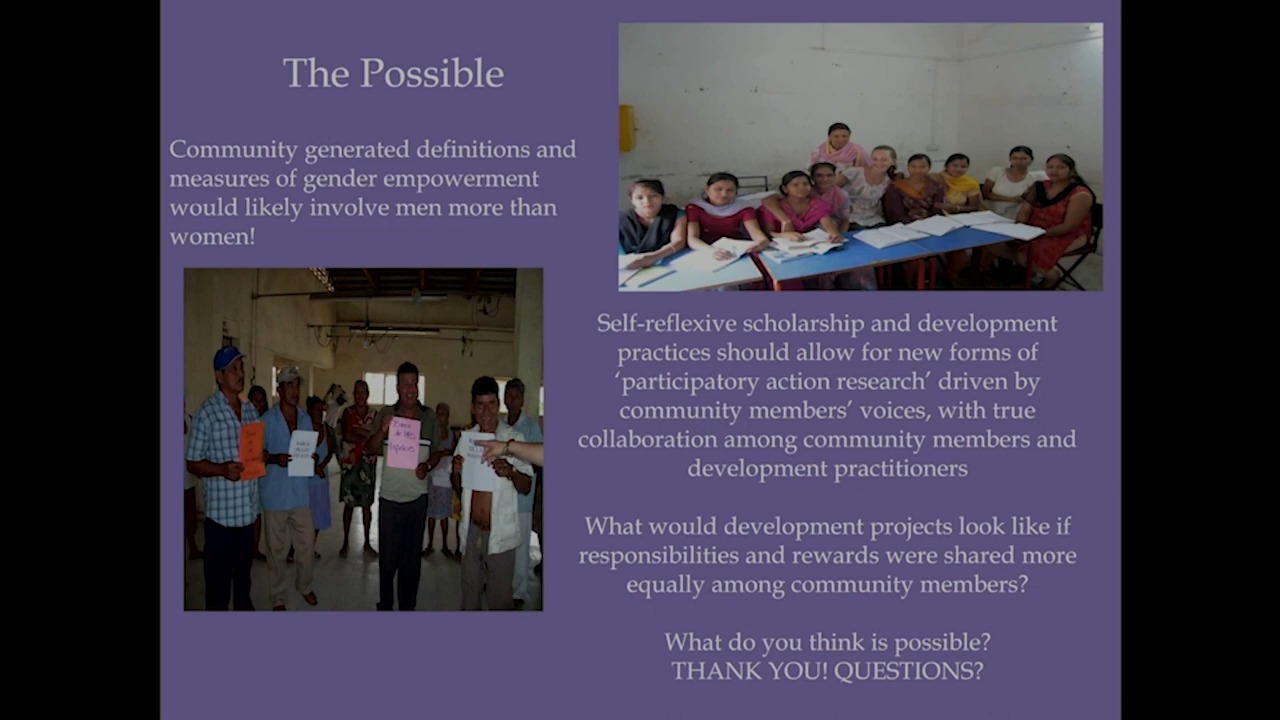 The Possible
Community generated definitions and
measures of gender empowerment
would likely involve men more than
women!
Self-reflexive scholarship and development
practices should allow for new forms of
‘participatory action research’ driven by
community members’ voices, with true
collaboration among community members and
development practitioners
What would development projects look like if
responsibilities and rewards were shared more
equally among community members?
What do you think is possible?
THANK YOU! QUESTIONS?